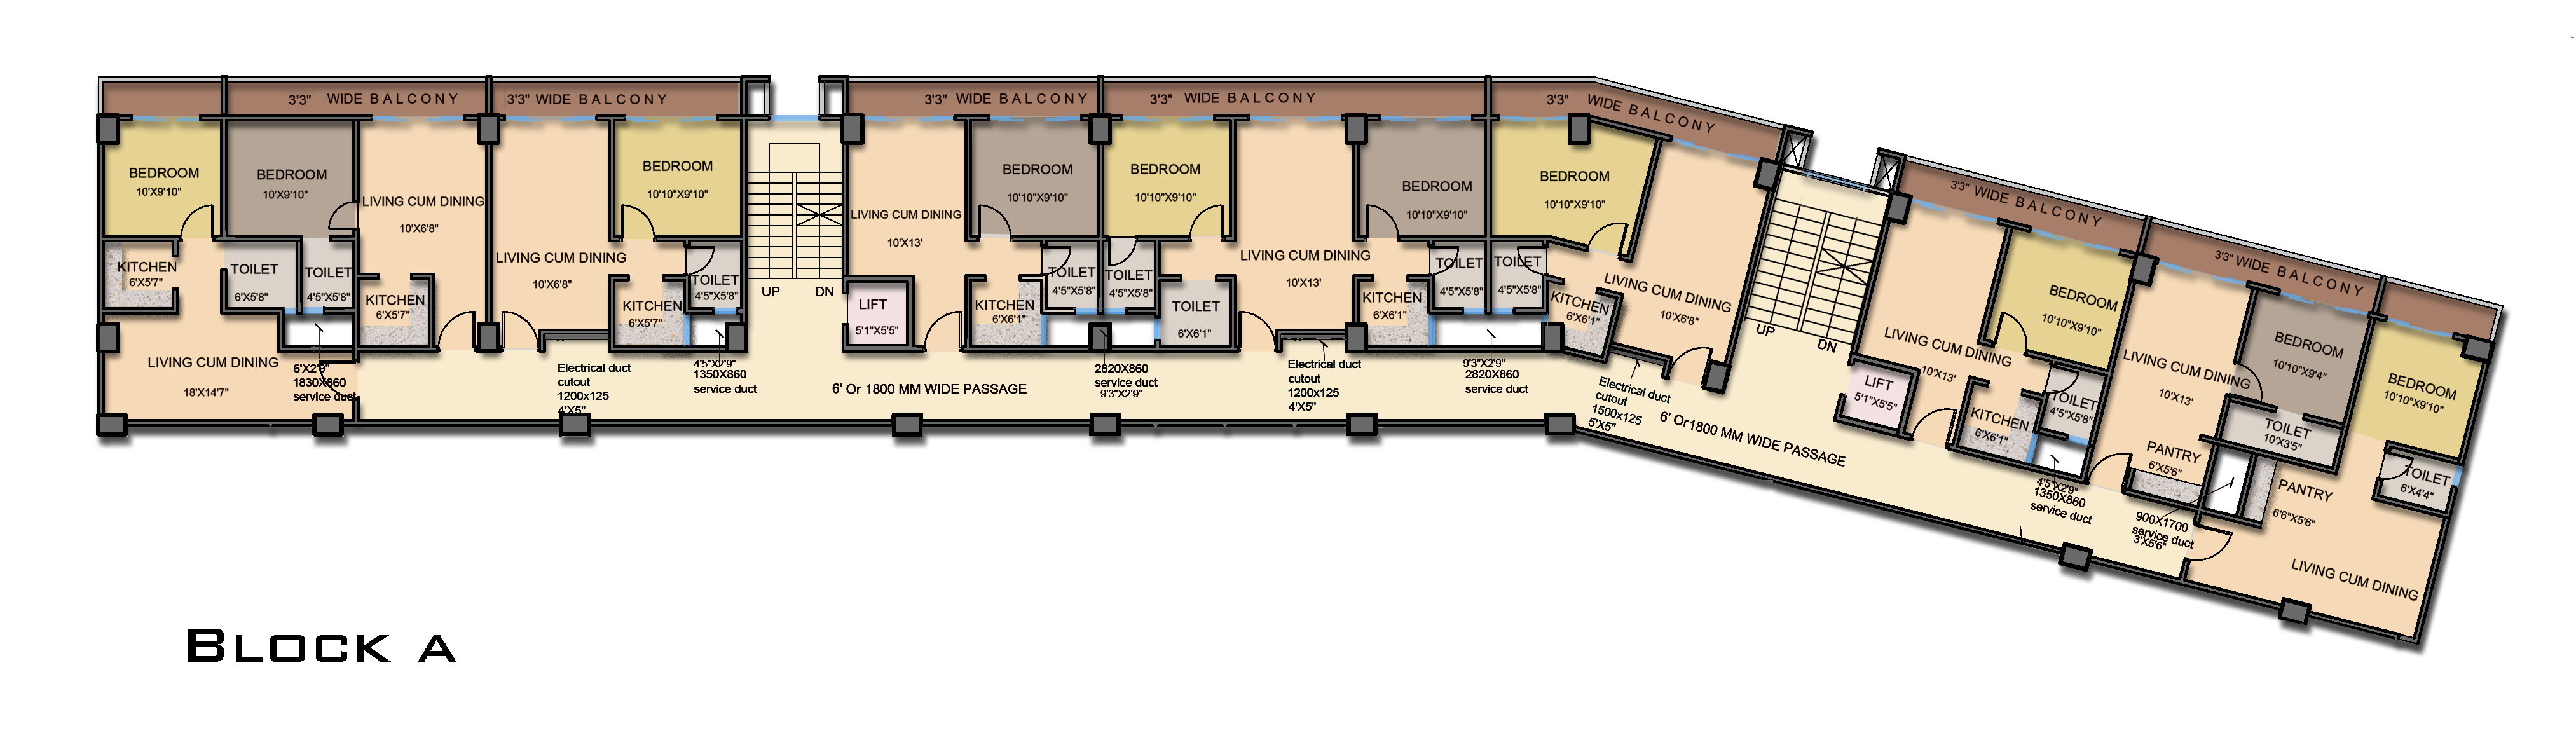 3'3" WIDE BALCONY
3'3" WIDE BALCONY
3'3" WIDE BALCONY
3'3" WIDE BALCONY
3'3" WIDE BALCONY
3'3" WIDE BALCONY
3'3" WIDE BALCONY
BEDROOM
10'X9'10"
BEDROOM
10'X9'10"
LIVING CUM DINING
10'X6'8"
LIVING CUM DINING
10'X6'8"
BEDROOM
10'10"X9'10"
KITCHEN
6'X5'7"
TOILET
6'X5'8"
TOILET
4'5"X5'8"
KITCHEN
6'X5'7"
KITCHEN
6'X5'7"
TOILET
4'5"X5'8"
LIVING CUM DINING
18'X14'7"
6'X2'9"
1830X860
service duct
Electrical duct
cutout
1200x125
4'X5"
4'5"X2'9"
1350X860
service duct
UP
DN
LIVING CUM DINING
10'X13'
BEDROOM
10'10"X9'10"
BEDROOM
10'10"X9'10"
LIVING CUM DINING
10'X13'
BEDROOM
10'10"X9'10"
LIFT
5'1"X5'5"
KITCHEN
6'X6'1"
TOILET
4'5"X5'8"
TOILET
4'5"X5'8"
TOILET
6'X6'1"
KITCHEN
6'X6'1"
TOILET
4'5"X5'8"
TOILET
4'5"X5'8"
6' Or 1800 MM WIDE PASSAGE
2820X860
service duct
9'3"X2'9"
Electrical duct
cutout
1200x125
4'X5"
9'3"X2'9"
2820X860
service duct
BEDROOM
10'10"X9'10"
KITCHEN
6'X6'1"
LIVING CUM DINING
10'X6'8"
Electrical duct
cutout
1500x125
5'X5"
6' Or 1800 MM WIDE PASSAGE
UP
DN
LIVING CUM DINING
10'X13'
BEDROOM
10'10"X9'10"
LIFT
5'1"X5'5"
KITCHEN
6'X6'1"
TOILET
4'5"X5'8"
4'5"X2'9"
1350X860
service duct
LIVING CUM DINING
10'X13'
BEDROOM
10'10"X9'4"
TOILET
10'X3'5"
PANTRY
6'X5'6"
900X1700
service duct
3'X5'6"
BEDROOM
10'10"X9'10"
TOILET
6'X4'4"
PANTRY
6'6"X5'6"
LIVING CUM DINING
BLOCK A